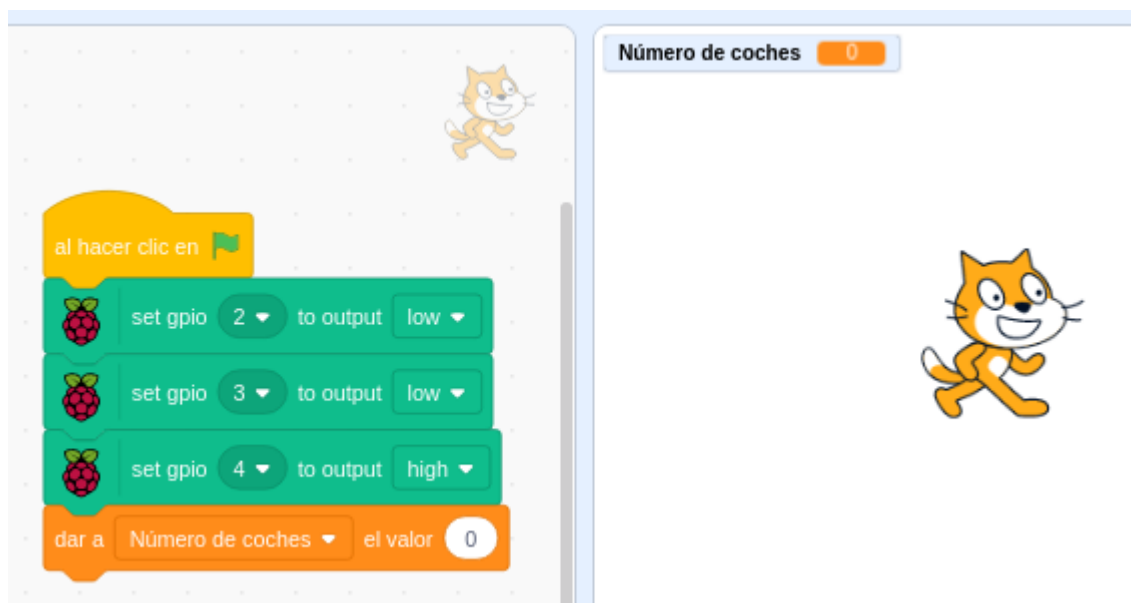 Número de coches 0
al hacer clic en
set gpio 2 to output low
set gpio 3 to output low
set gpio 4 to output high
dar a Número de coches el valor 0